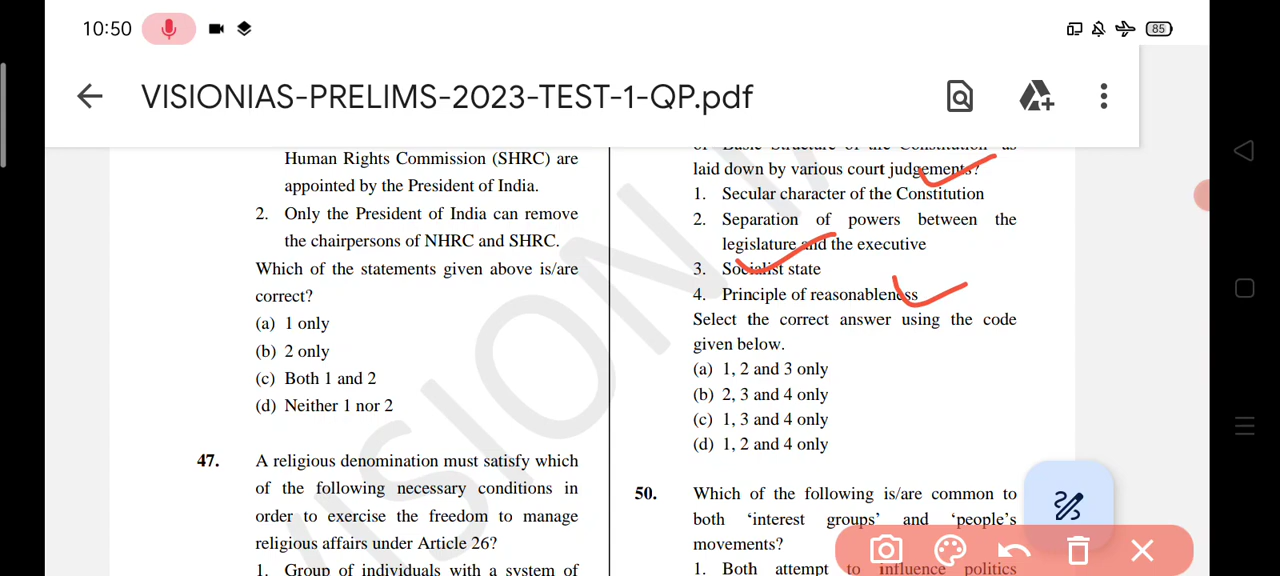 10:50
85
VISIONIAS-PRELIMS-2023-TEST-1-QP.pdf
Human Rights Commission (SHRC) are
appointed by the President of India.
2. Only the President of India can remove
the chairpersons of NHRC and SHRC.
Which of the statements given above is/are
correct?
(a) 1 only
(b) 2 only
(c) Both 1 and 2
(d) Neither 1 nor 2
47. A religious denomination must satisfy which
of the following necessary conditions in
order to exercise the freedom to manage
religious affairs under Article 26?
1. Group of individuals with a system of
of Basic Structure of the Constitution as
laid down by various court judgements?
1. Secular character of the Constitution
2. Separation of powers between the
legislature and the executive
3. Socialist state
4. Principle of reasonableness
Select the correct answer using the code
given below.
(a) 1, 2 and 3 only
(b) 2, 3 and 4 only
(c) 1, 3 and 4 only
(d) 1, 2 and 4 only
50. Which of the following is/are common to
both ‘interest groups’ and ‘people’s
movements?
1. Both attempt to influence politics
VISION